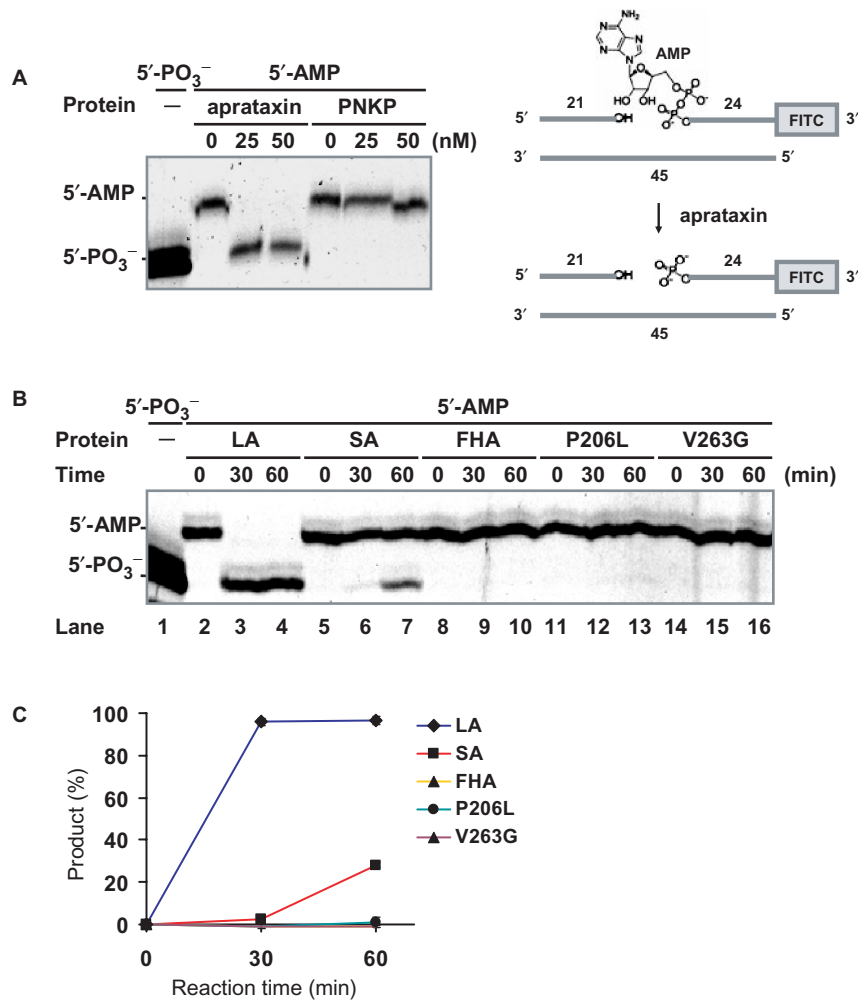 A
5′-PO3− 5′-AMP
Protein — aprataxin PNKP
0 25 50 0 25 50 (nM)
5′-AMP
5′-PO3−
NH2
N N
N N
AMP
O
O O
P O−
OH OH O
O P O−
O
21 24
5′ OH FITC 3′
3′ 5′
45
aprataxin
O O=
P
O= O
21 24
5′ OH FITC 3′
3′ 5′
45
B
5′-PO3− 5′-AMP
Protein — LA SA FHA P206L V263G
Time 0 30 60 0 30 60 0 30 60 0 30 60 0 30 60 (min)
5′-AMP
5′-PO3−
Lane 1 2 3 4 5 6 7 8 9 10 11 12 13 14 15 16
C
Product (%)
100
80
60
40
20
0
0 30 60
Reaction time (min)
LA
SA
FHA
P206L
V263G